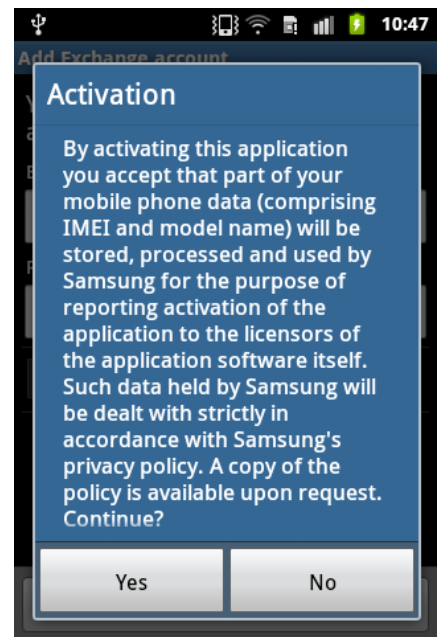 10:47
Add Exchange account
Activation
By activating this application
you accept that part of your
mobile phone data (comprising
IMEI and model name) will be
stored, processed and used by
Samsung for the purpose of
reporting activation of the
application to the licensors of
the application software itself.
Such data held by Samsung will
be dealt with strictly in
accordance with Samsung's
privacy policy. A copy of the
policy is available upon request.
Continue?
Yes
No